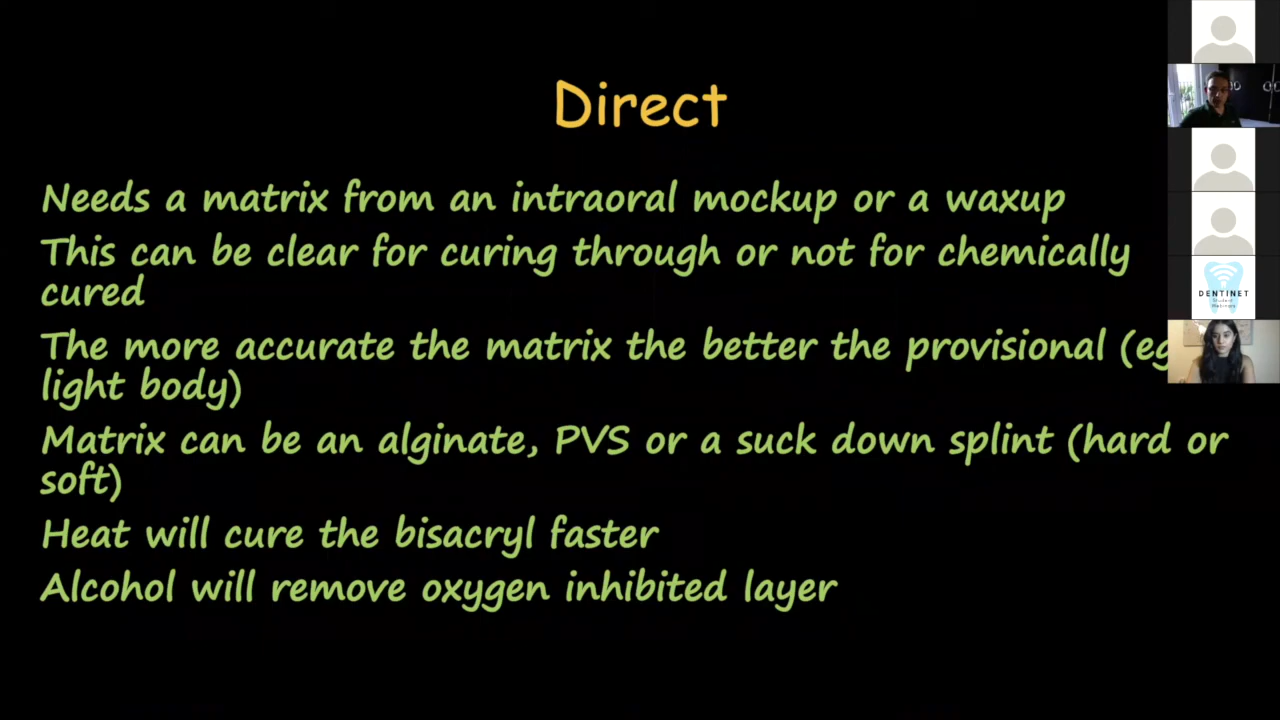 Direct
Needs a matrix from an intraoral mockup or a waxup
This can be clear for curing through or not for chemically
cured
The more accurate the matrix the better the provisional (eg
light body)
Matrix can be an alginate, PVS or a suck down splint (hard or
soft)
Heat will cure the bisacryl faster
Alcohol will remove oxygen inhibited layer
DENTINET
Student
Webinars